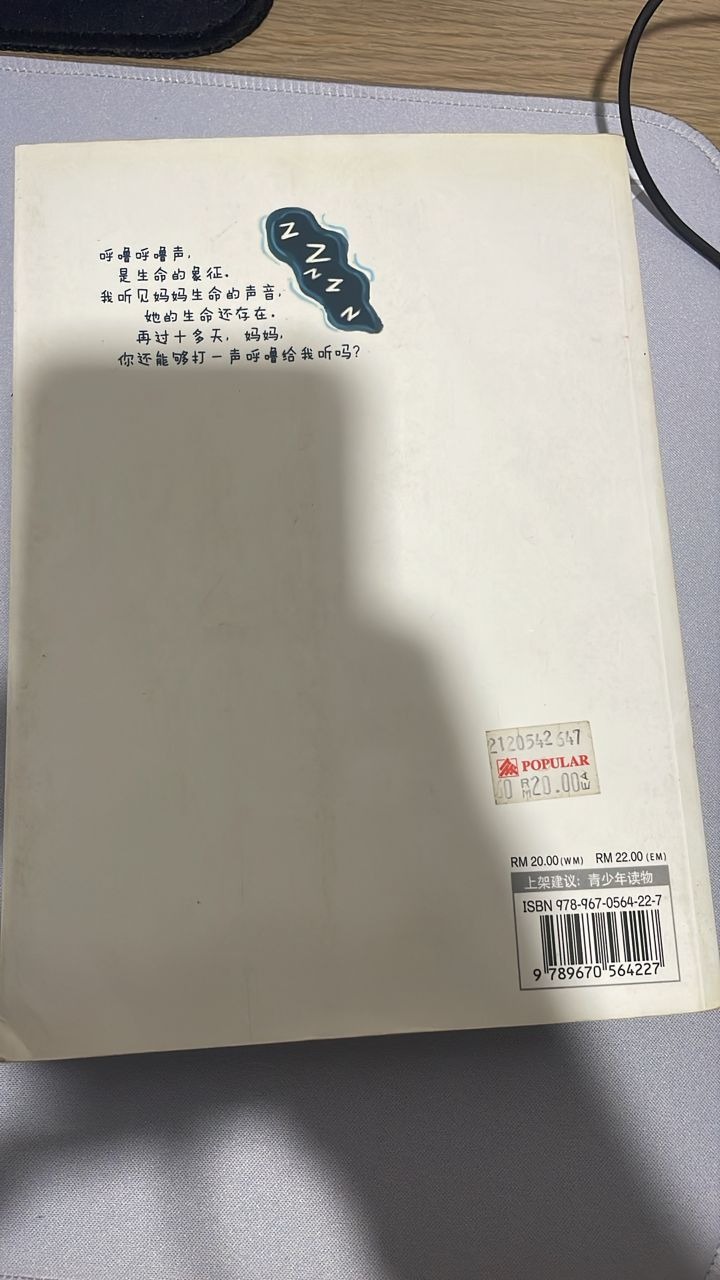 呼噜呼噜声，
是生命的象征。
我听见妈妈生命的声音，
她的生命还存在。
再过十多天，妈妈，
你还能够打一声呼噜给我听吗？
Z
Z
Z
Z
Z
2120542 647
POPULAR
60 RM20.00
RM 20.00(WM) RM 22.00 (EM)
上架建议：青少年读物
ISBN 978-967-0564-22-7
9 789670 564227